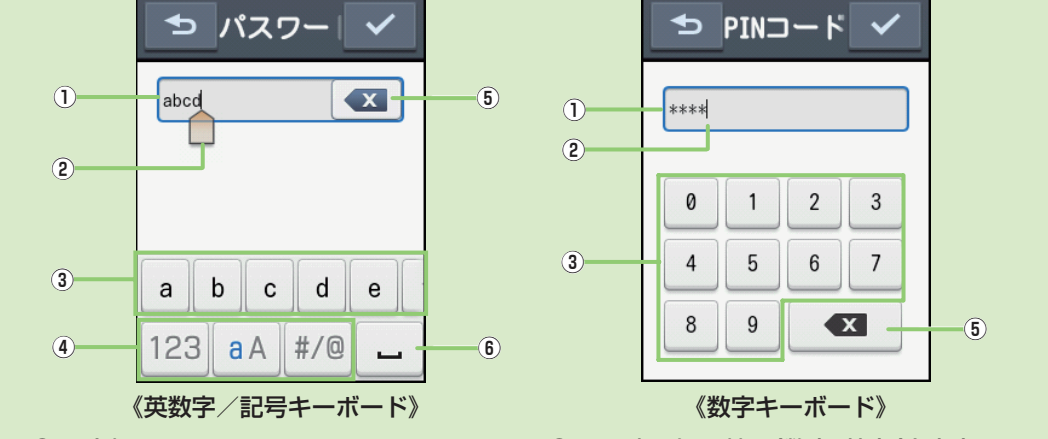 パスワー
abcd
①
⑤
②
③
a b c d e
④
123 aA #/@
⑥
《英数字／記号キーボード》
PINコード
①
****
②
③
0 1 2 3
4 5 6 7
8 9
⑤
《数字キーボード》